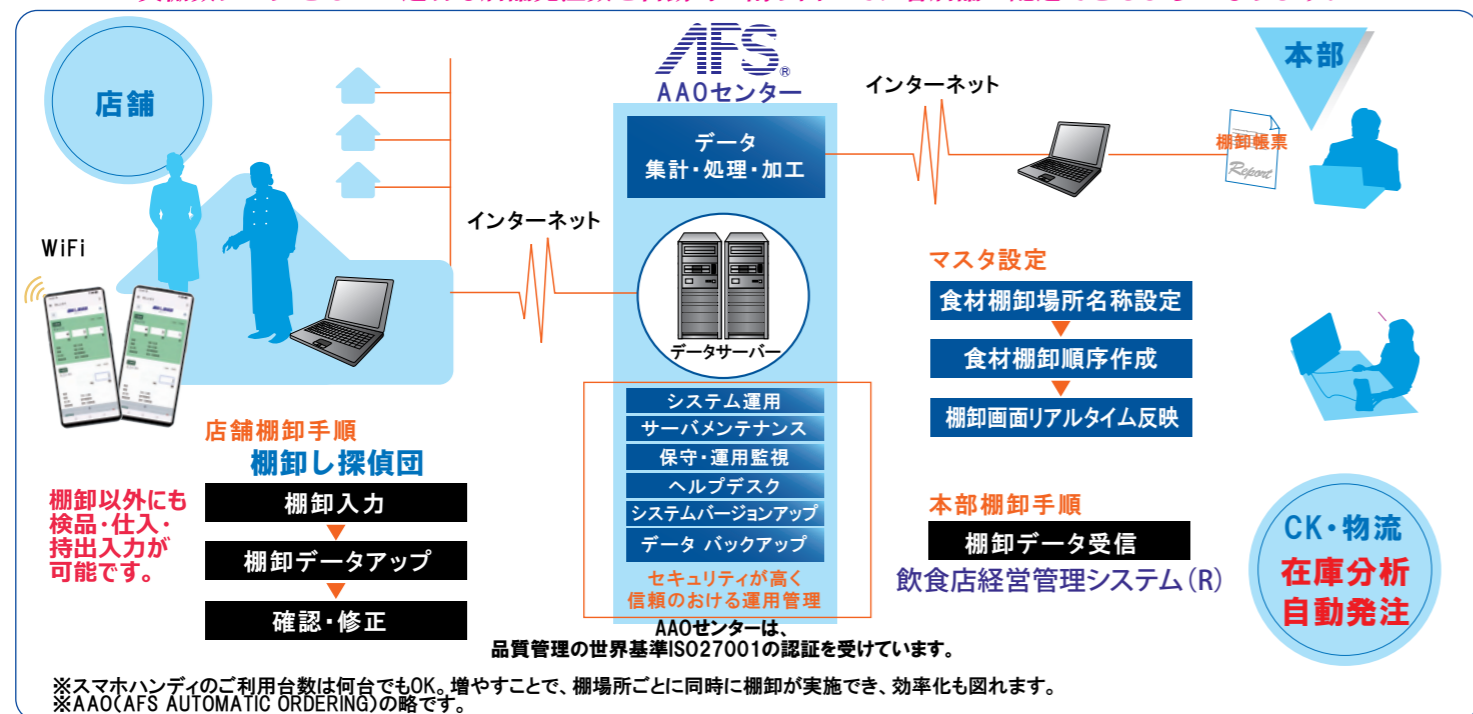 店舗
WiFi
インターネット
AFS®
AAOセンター
データ
集計・処理・加工
データサーバー
システム運用
サーバメンテナンス
保守・運用監視
ヘルプデスク
システムバージョンアップ
データ バックアップ
セキュリティが高く
信頼のおける運用管理
AAOセンターは、
品質管理の世界基準ISO27001の認証を受けています。
インターネット
本部
棚卸帳票
Report
マスタ設定
食材棚卸場所名称設定
食材棚卸順序作成
棚卸画面リアルタイム反映
店舗棚卸手順
棚卸し探偵団
棚卸入力
棚卸データアップ
確認・修正
棚卸以外にも
検品・仕入・
持出入力が
可能です。
本部棚卸手順
棚卸データ受信
飲食店経営管理システム(R)
CK・物流
在庫分析
自動発注
※スマホハンディのご利用台数は何台でもOK。増やすことで、棚場所ごとに同時に棚卸が実施でき、効率化も図れます。
※AAO(AFS AUTOMATIC ORDERING)の略です。